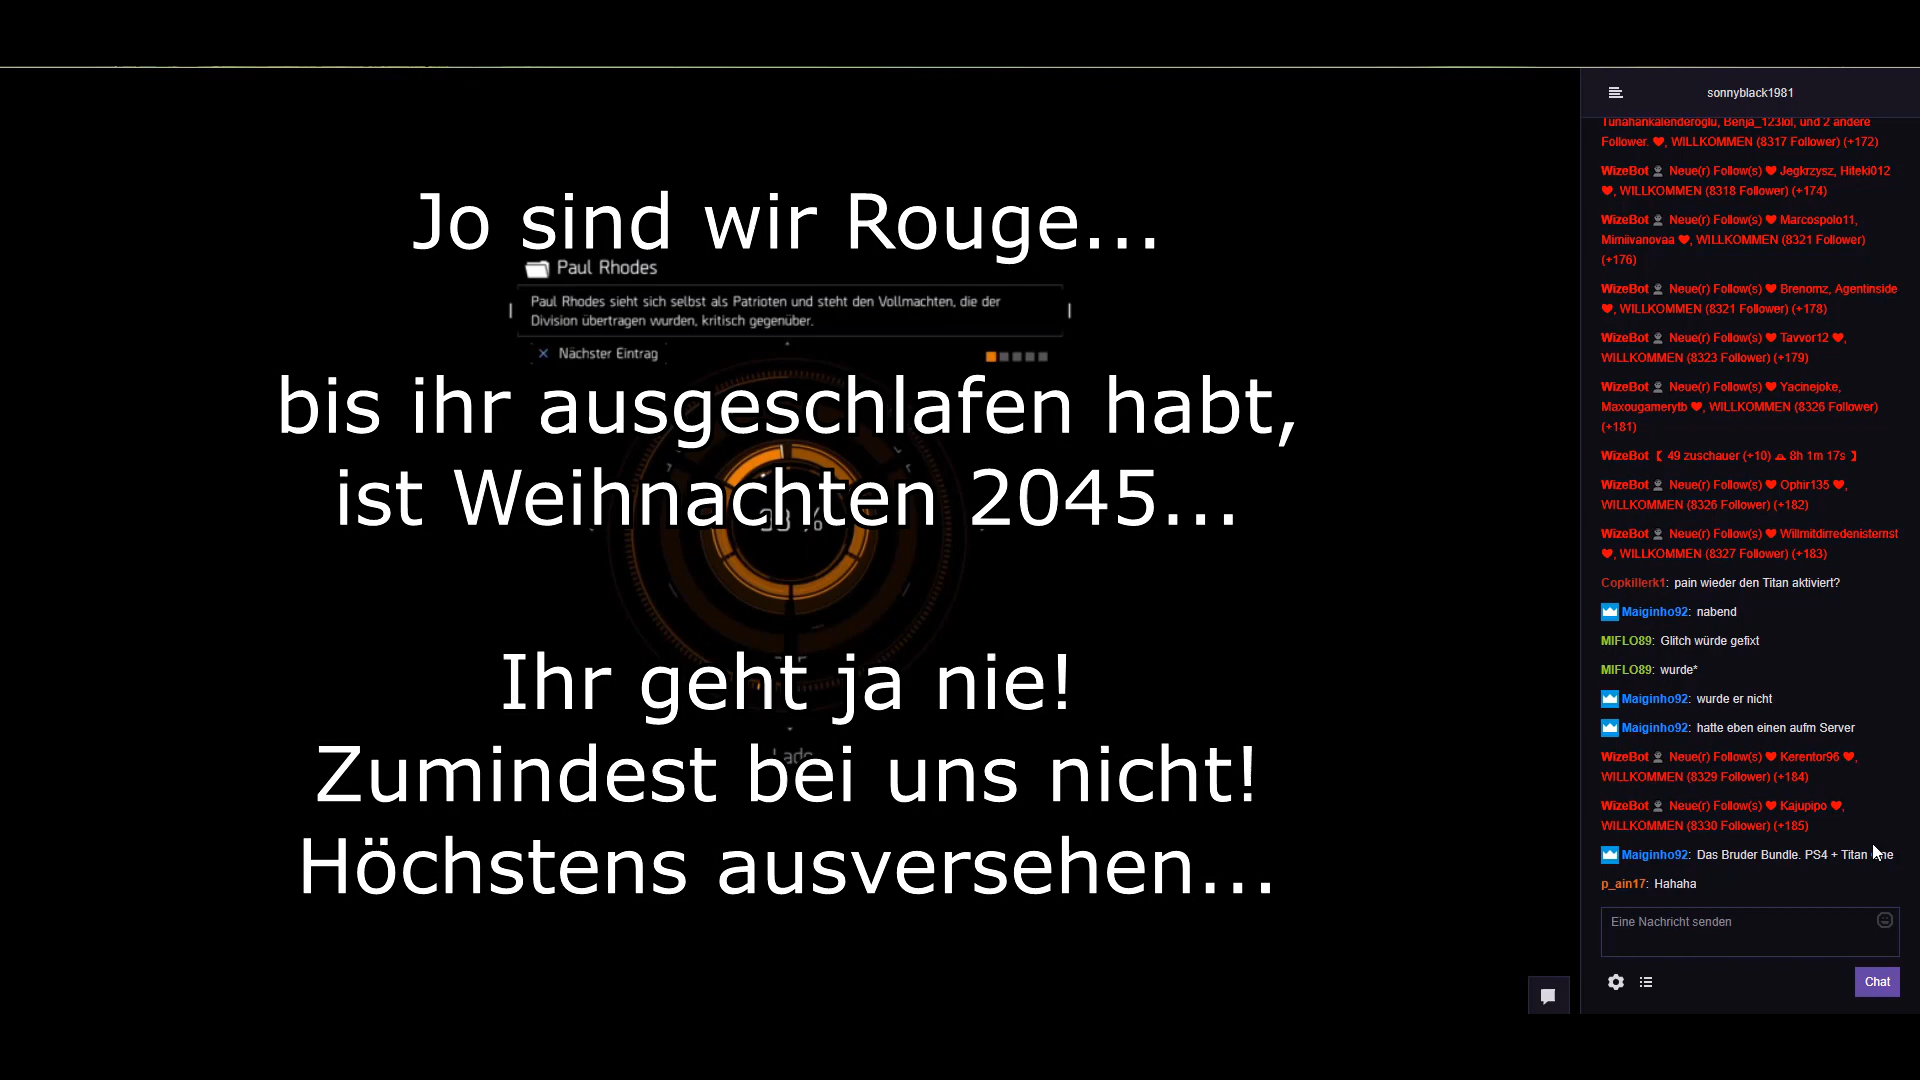 Jo sind wir Rouge...
Paul Rhodes
Paul Rhodes sieht sich selbst als Patrioten und steht den Vollmachten, die der
Division übertragen wurden, kritisch gegenüber.
Nächster Eintrag
bis ihr ausgeschlafen habt,
ist Weihnachten 2045...
Ihr geht ja nie!
Zumindest bei uns nicht!
Höchstens ausversehen...
sonnyblack1981
Tunahankalenderoglu, Benja_123lol, und 2 andere
Follower. ❤, WILLKOMMEN (8317 Follower) (+172)
WizeBot Neue(r) Follow(s) ❤ Jegkrzysz, Hiteki012
❤, WILLKOMMEN (8318 Follower) (+174)
WizeBot Neue(r) Follow(s) ❤ Marcospolo11,
Mimiivanovaa ❤, WILLKOMMEN (8321 Follower)
(+176)
WizeBot Neue(r) Follow(s) ❤ Brenomz, Agentinside
❤, WILLKOMMEN (8321 Follower) (+178)
WizeBot Neue(r) Follow(s) ❤ Tavvor12 ❤,
WILLKOMMEN (8323 Follower) (+179)
WizeBot Neue(r) Follow(s) ❤ Yacinejoke,
Maxougamerytb ❤, WILLKOMMEN (8326 Follower)
(+181)
WizeBot 【 49 zuschauer (+10) 8h 1m 17s 】
WizeBot Neue(r) Follow(s) ❤ Ophir135 ❤,
WILLKOMMEN (8326 Follower) (+182)
WizeBot Neue(r) Follow(s) ❤ Willmitdirredenisternst
❤, WILLKOMMEN (8327 Follower) (+183)
Copkillerk1: pain wieder den Titan aktiviert?
Maiginho92: nabend
MIFLO89: Glitch würde gefixt
MIFLO89: wurde*
Maiginho92: wurde er nicht
Maiginho92: hatte eben einen aufm Server
WizeBot Neue(r) Follow(s) ❤ Kerentor96 ❤,
WILLKOMMEN (8329 Follower) (+184)
WizeBot Neue(r) Follow(s) ❤ Kajupipo ❤,
WILLKOMMEN (8330 Follower) (+185)
Maiginho92: Das Bruder Bundle. PS4 + Titan
p_ain17: Hahaha
Eine Nachricht senden
Chat